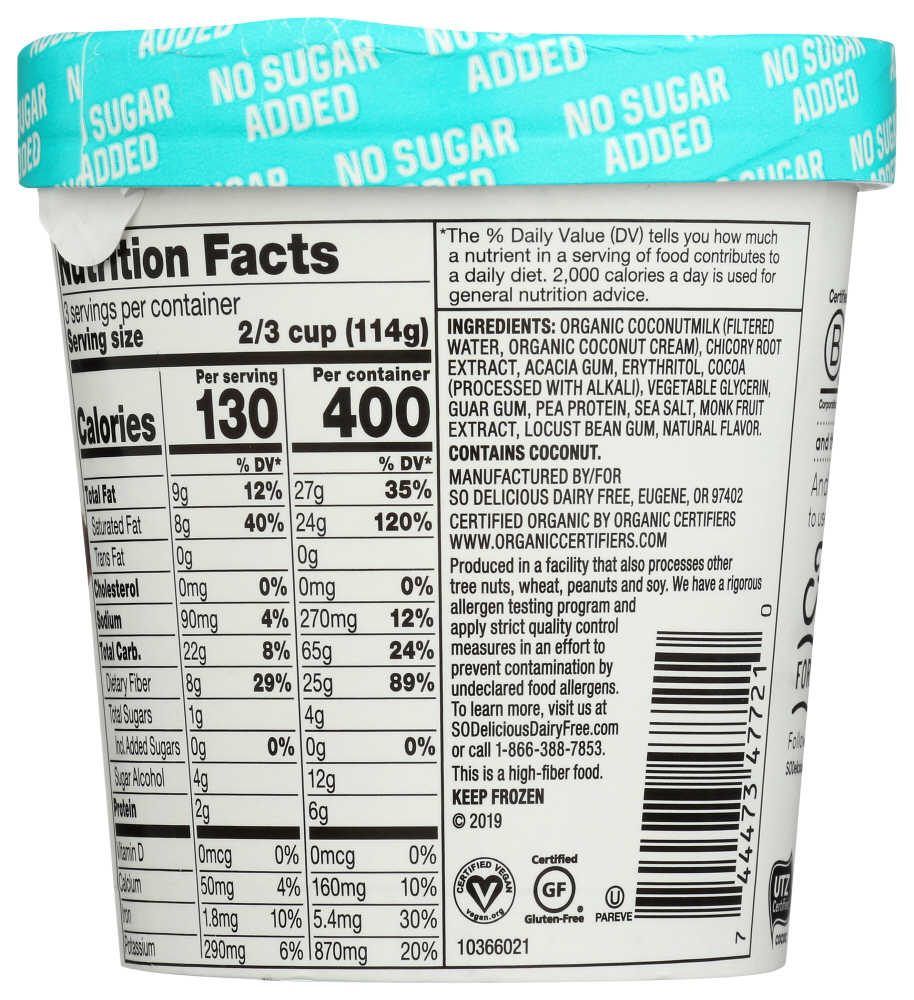 ADDED
NO SUGAR
ADDED
NO SUGAR
ADDED
NO SUGAR
ADDED
NO SUGAR
ADDED
NO SUGAR
ADDED
SUGAR
ADDED
Nutrition Facts
3 servings per container
Serving size 2/3 cup (114g)
Per serving Per container
Calories 130 400
% DV* % DV*
Total Fat 9g 12% 27g 35%
Saturated Fat 8g 40% 24g 120%
Trans Fat 0g 0g
Cholesterol 0mg 0% 0mg 0%
Sodium 90mg 4% 270mg 12%
Total Carb. 22g 8% 65g 24%
Dietary Fiber 8g 29% 25g 89%
Total Sugars 1g 4g
Incl. Added Sugars 0g 0% 0g 0%
Sugar Alcohol 4g 12g
Protein 2g 6g
Vitamin D 0mcg 0% 0mcg 0%
Calcium 50mg 4% 160mg 10%
Iron 1.8mg 10% 5.4mg 30%
Potassium 290mg 6% 870mg 20%
*The % Daily Value (DV) tells you how much
a nutrient in a serving of food contributes to
a daily diet. 2,000 calories a day is used for
general nutrition advice.
INGREDIENTS: ORGANIC COCONUTMILK (FILTERED
WATER, ORGANIC COCONUT CREAM), CHICORY ROOT
EXTRACT, ACACIA GUM, ERYTHRITOL, COCOA
(PROCESSED WITH ALKALI), VEGETABLE GLYCERIN,
GUAR GUM, PEA PROTEIN, SEA SALT, MONK FRUIT
EXTRACT, LOCUST BEAN GUM, NATURAL FLAVOR.
CONTAINS COCONUT.
MANUFACTURED BY/FOR
SO DELICIOUS DAIRY FREE, EUGENE, OR 97402
CERTIFIED ORGANIC BY ORGANIC CERTIFIERS
WWW.ORGANICCERTIFIERS.COM
Produced in a facility that also processes other
tree nuts, wheat, peanuts and soy. We have a rigorous
allergen testing program and
apply strict quality control
measures in an effort to
prevent contamination by
undeclared food allergens.
To learn more, visit us at
SODeliciousDairyFree.com
or call 1-866-388-7853.
This is a high-fiber food.
KEEP FROZEN
© 2019
CERTIFIED VEGAN
vegan.org
Certified
GF
Gluten-Free
U
PAREVE
10366021
7 44473 47721 0
B
UTZ
Certified